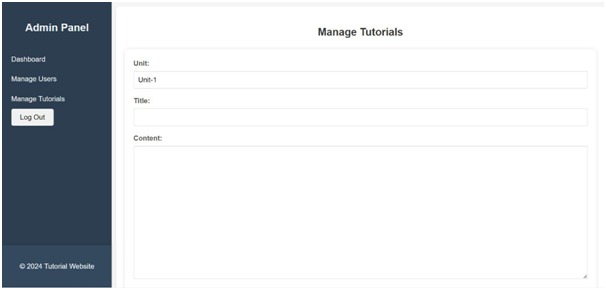 Admin Panel
Dashboard
Manage Users
Manage Tutorials
Log Out
© 2024 Tutorial Website
Manage Tutorials
Unit:
Unit-1
Title:
Content: